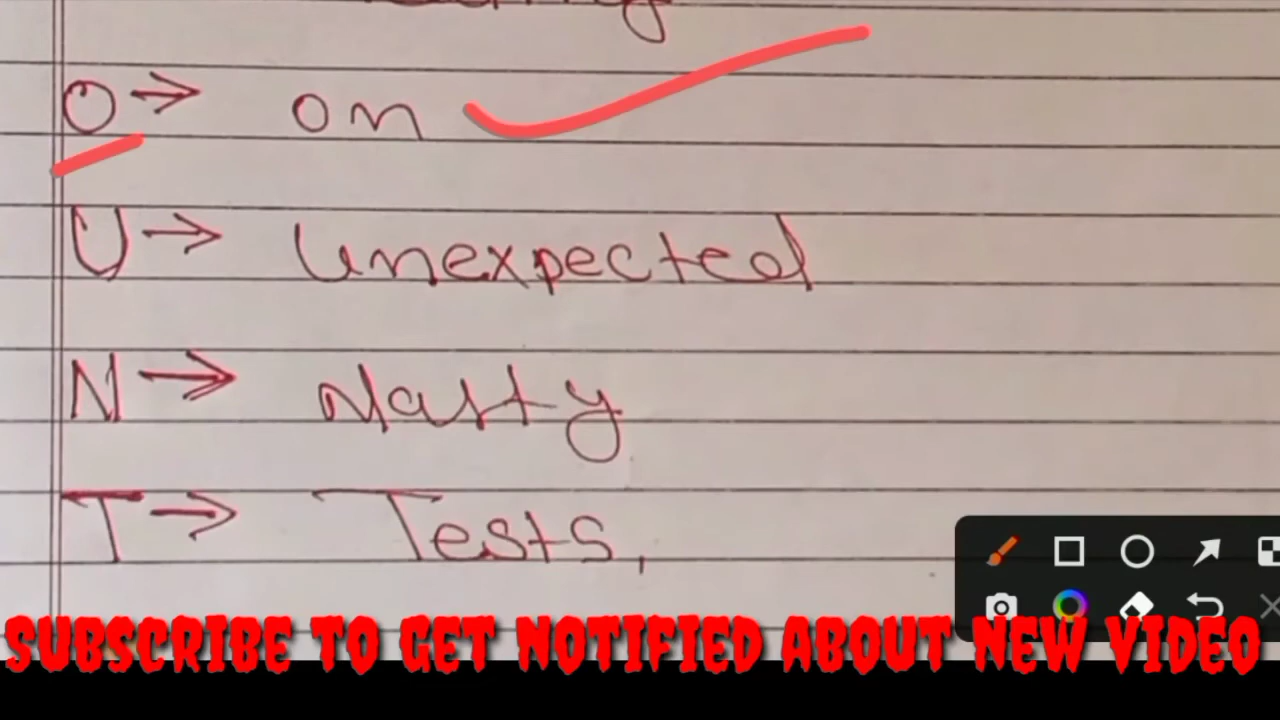 O → on
U → Unexpected
N → Nasty
T → Tests,
SUBSCRIBE TO GET NOTIFIED ABOUT NEW VIDEO